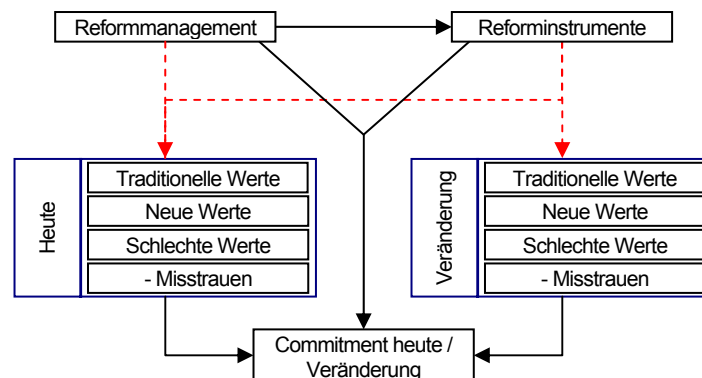 Reformmanagement
Reforminstrumente
Heute
Traditionelle Werte
Neue Werte
Schlechte Werte
- Misstrauen
Veränderung
Traditionelle Werte
Neue Werte
Schlechte Werte
- Misstrauen
Commitment heute /
Veränderung